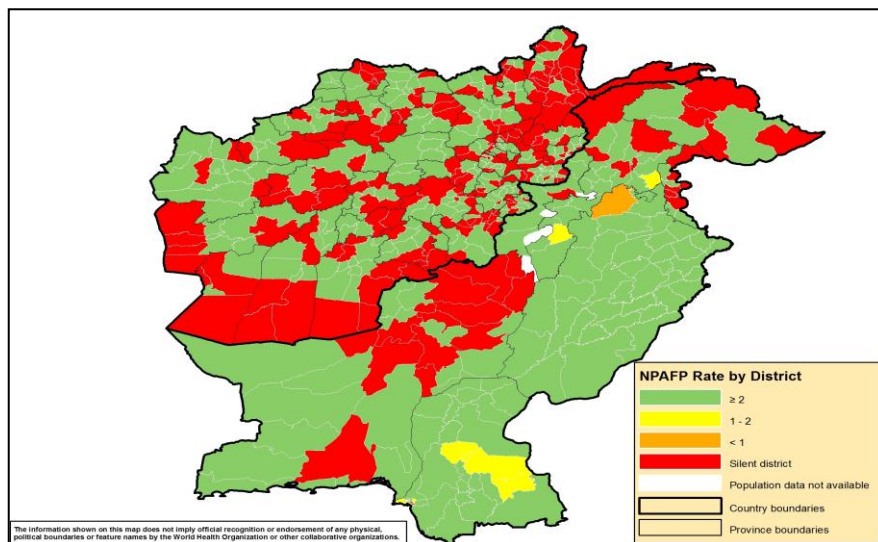 NPAFP Rate by District
≥ 2
1 - 2
< 1
Silent district
Population data not available
Country boundaries
Province boundaries
The information shown on this map does not imply official recognition or endorsement of any physical,
political boundaries or feature names by the World Health Organization or other collaborative organizations.